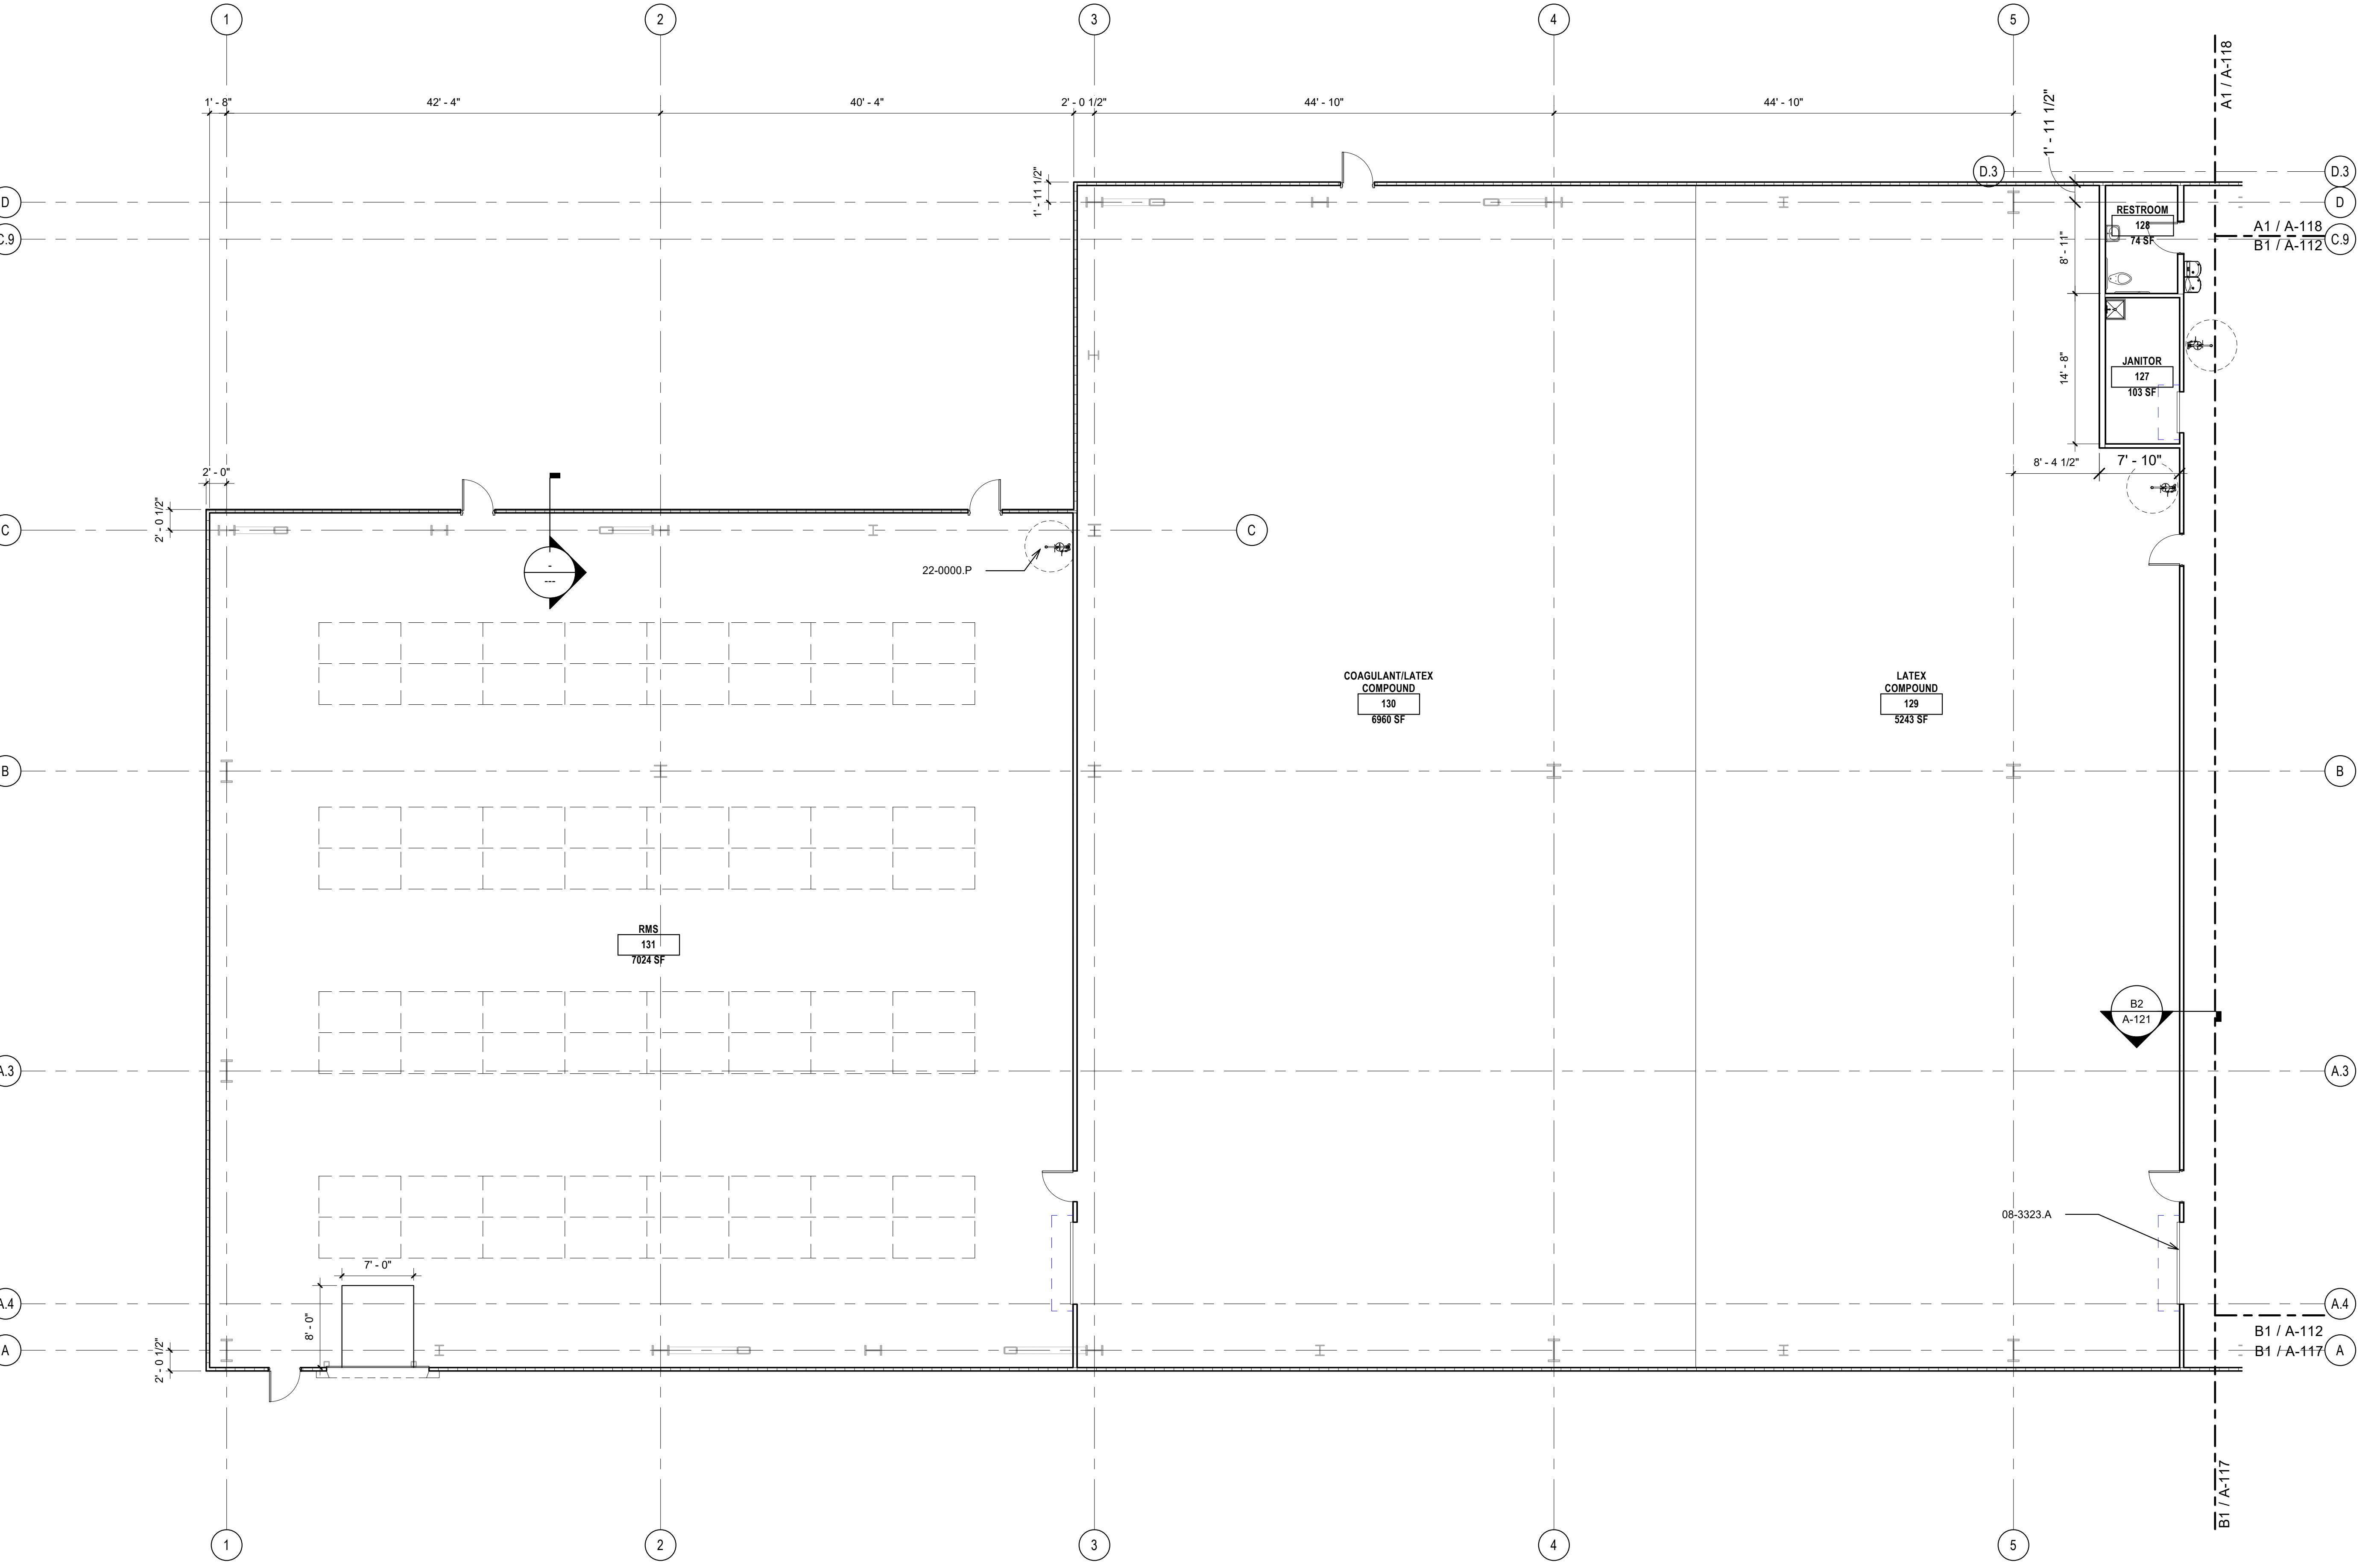 1
2
3
4
5
A1 / A-118
1' - 8"
42' - 4"
40' - 4"
2' - 0 1/2"
44' - 10"
44' - 10"
1' - 11 1/2"
1' - 11 1/2"
D.3
D.3
D
D
RESTROOM
128
74 SF
A1 / A-118
B1 / A-112
C.9
C.9
8' - 11"
JANITOR
127
103 SF
14' - 8"
8' - 4 1/2"
7' - 10"
2' - 0"
2' - 0 1/2"
C
C
-
---
22-0000.P
COAGULANT/LATEX
COMPOUND
130
6960 SF
LATEX
COMPOUND
129
5243 SF
B
B
RMS
131
7024 SF
B2
A-121
A.3
A.3
08-3323.A
7' - 0"
8' - 0"
A.4
A.4
B1 / A-112
B1 / A-117
A
A
2' - 0 1/2"
B1 / A-117
1
2
3
4
5